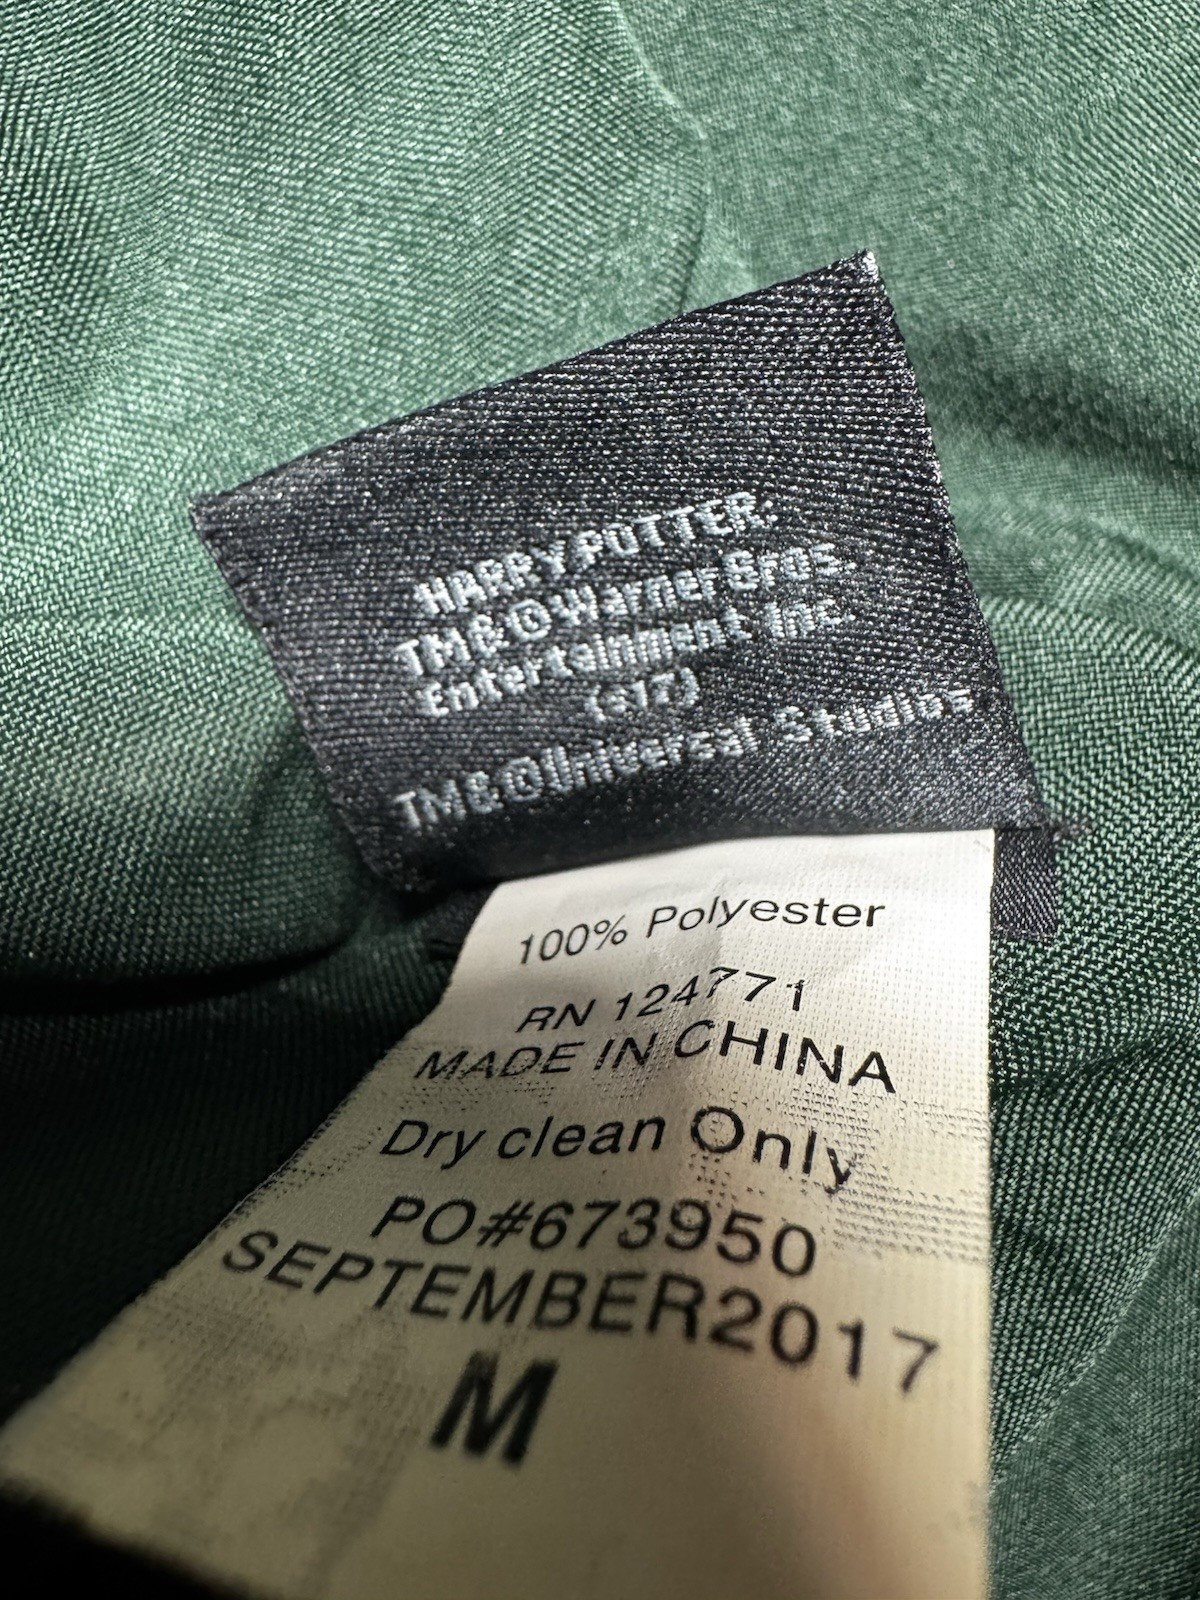 HARRY POTTER.
TM & © Warner Bros.
Entertainment Inc.
(s17)
TM & © Universal Studios
100% Polyester
RN 124771
MADE IN CHINA
Dry clean Only
PO#673950
SEPTEMBER2017
M